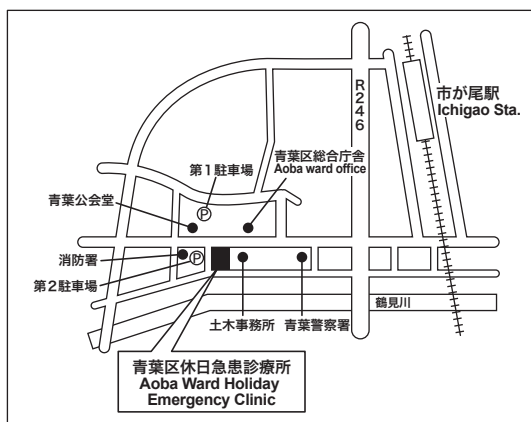 R246
市が尾駅
Ichigao Sta.
青葉区総合庁舎
Aoba ward office
第1駐車場
P
青葉公会堂
消防署
P
第2駐車場
鶴見川
土木事務所
青葉警察署
青葉区休日急患診療所
Aoba Ward Holiday
Emergency Clinic